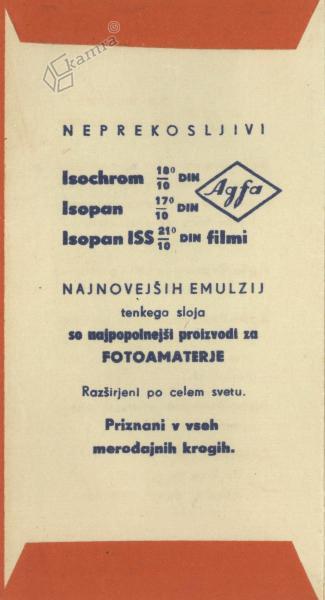 kamra
NEPREKOSLJIVI
Isochrom 18°/10 DIN
Agfa
Isopan 17°/10 DIN
Isopan ISS 21°/10 DIN filmi
NAJNOVEJŠIH EMULZIJ
tenkega sloja
so najpopolnejši proizvodi za
FOTOAMATERJE
Razširjeni po celem svetu.
Priznani v vseh
merodajnih krogih.